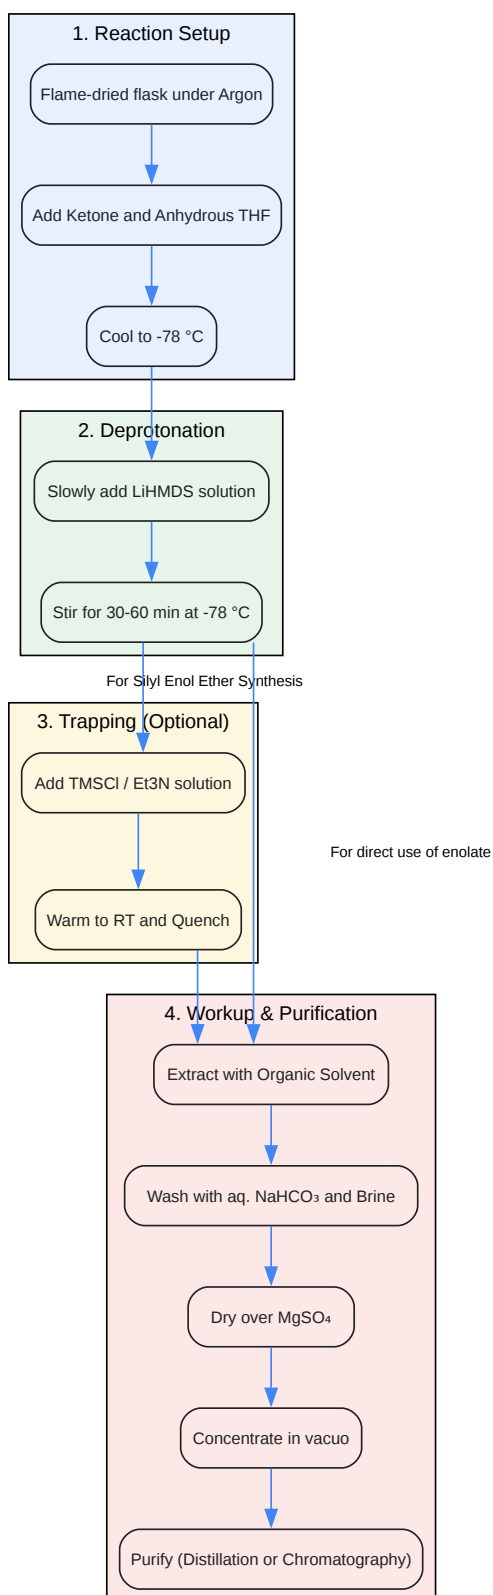 1. Reaction Setup
Flame-dried flask under Argon
Add Ketone and Anhydrous THF
Cool to -78 °C
2. Deprotonation
Slowly add LiHMDS solution
Stir for 30-60 min at -78 °C
For Silyl Enol Ether Synthesis
3. Trapping (Optional)
Add TMSCl / Et3N solution
For direct use of enolate
Warm to RT and Quench
4. Workup & Purification
Extract with Organic Solvent
Wash with aq. NaHCO₃ and Brine
Dry over MgSO₄
Concentrate in vacuo
Purify (Distillation or Chromatography)